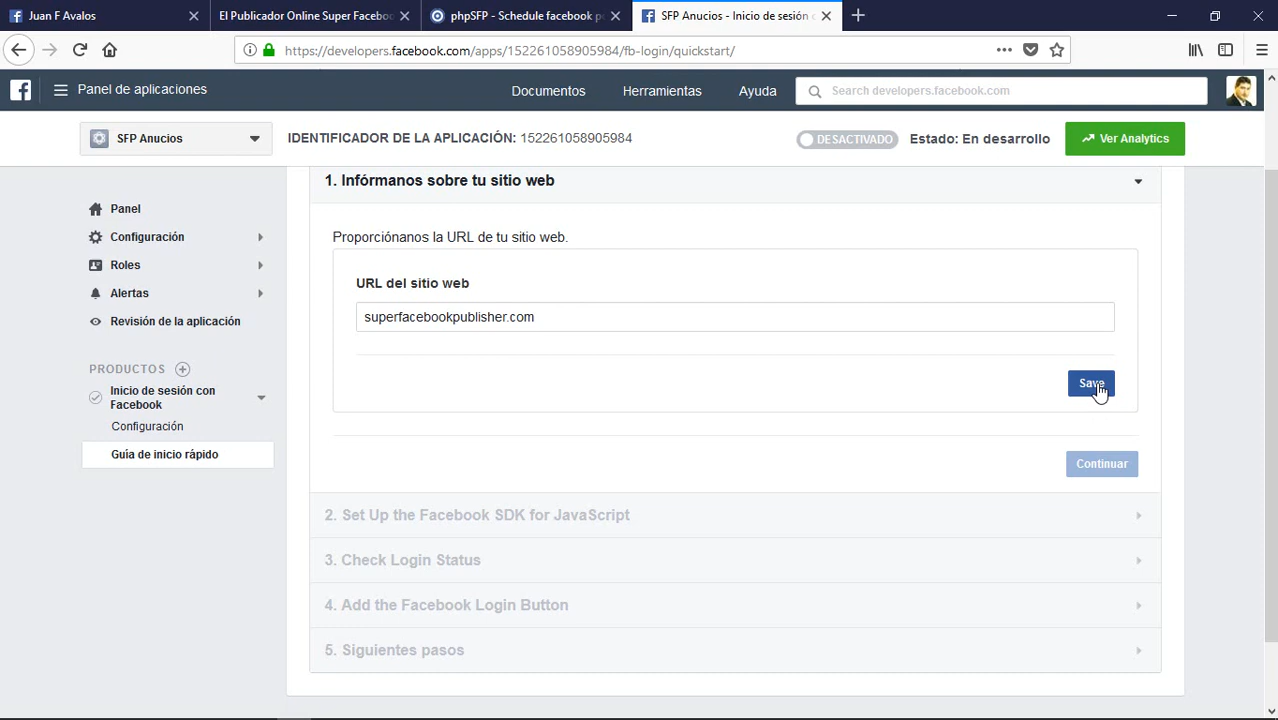 Juan F Avalos
El Publicador Online Super Faceboo
phpSFP - Schedule facebook p
SFP Anucios - Inicio de sesión
https://developers.facebook.com/apps/152261058905984/fb-login/quickstart/
Panel de aplicaciones
Documentos
Herramientas
Ayuda
Search developers.facebook.com
SFP Anucios
IDENTIFICADOR DE LA APLICACIÓN: 152261058905984
DESACTIVADO
Estado: En desarrollo
Ver Analytics
Panel
Configuración
Roles
Alertas
Revisión de la aplicación
PRODUCTOS
Inicio de sesión con
Facebook
Configuración
Guía de inicio rápido
1. Infórmanos sobre tu sitio web
Proporciónanos la URL de tu sitio web.
URL del sitio web
superfacebookpublisher.com
Save
Continuar
2. Set Up the Facebook SDK for JavaScript
3. Check Login Status
4. Add the Facebook Login Button
5. Siguientes pasos